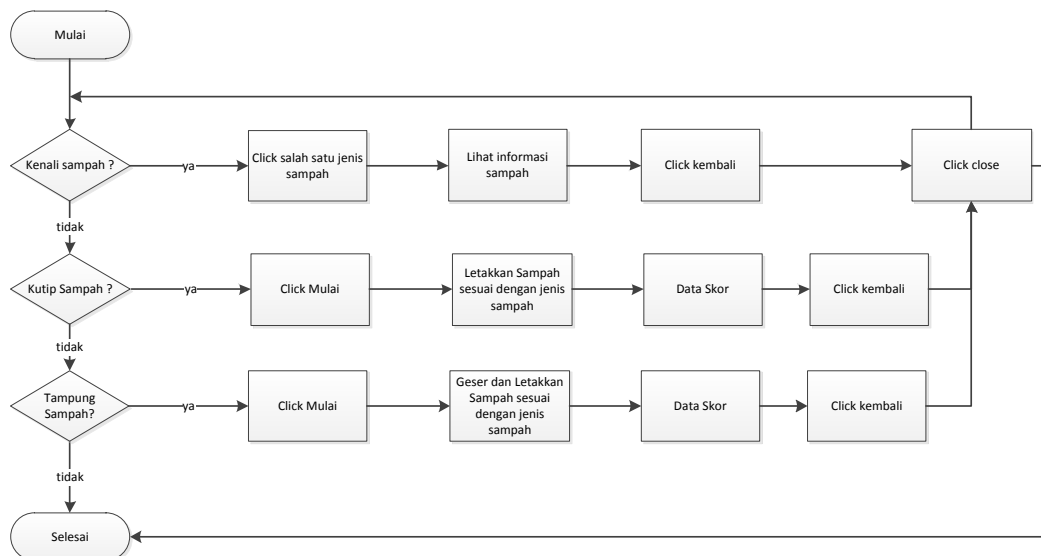 Mulai
Kenali sampah ?
ya
Click salah satu jenis
sampah
Lihat informasi
sampah
Click kembali
Click close
tidak
Kutip Sampah ?
ya
Click Mulai
Letakkan Sampah
sesuai dengan jenis
sampah
Data Skor
Click kembali
tidak
Tampung
Sampah?
ya
Click Mulai
Geser dan Letakkan
Sampah sesuai
dengan jenis
sampah
Data Skor
Click kembali
tidak
Selesai